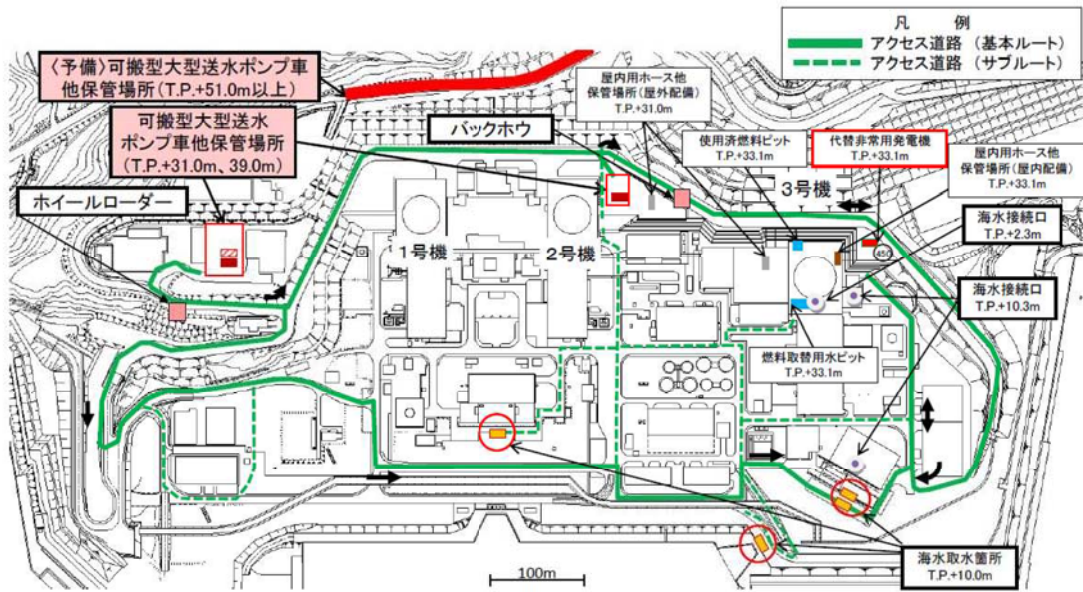 凡　例
アクセス道路（基本ルート）
アクセス道路（サブルート）
〈予備〉可搬型大型送水ポンプ車
他保管場所（T.P.+51.0m以上）
可搬型大型送水
ポンプ車他保管場所
（T.P.+31.0m、39.0m）
ホイールローダー
バックホウ
屋内用ホース他
保管場所（屋外配備）
T.P.+31.0m
使用済燃料ピット
T.P.+33.1m
代替非常用発電機
T.P.+33.1m
屋内用ホース他
保管場所（屋内配備）
T.P.+33.1m
3号機
海水接続口
T.P.+2.3m
450
1号機
2号機
海水接続口
T.P.+10.3m
燃料取替用水ピット
T.P.+33.1m
海水取水箇所
T.P.+10.0m
100m